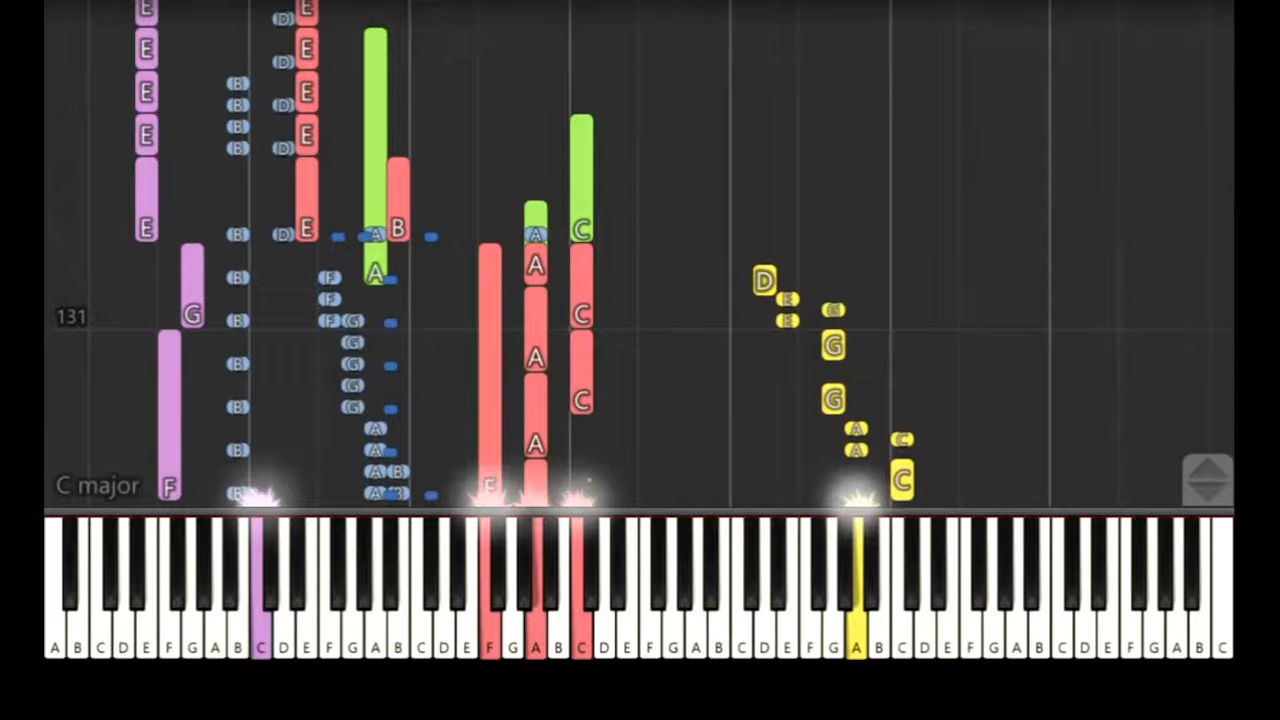 E D E
E D E
E B D E
B
E B D E
E B D E B A A C
B F A A D
F E G
131 G B F G E C
G G
B G A
G
B G G C
A A C
B A A A
A B C
C major F B A B F
A B C D E F G A B C D E F G A B C D E F G A B C D E F G A B C D E F G A B C D E F G A B C D E F G A B C